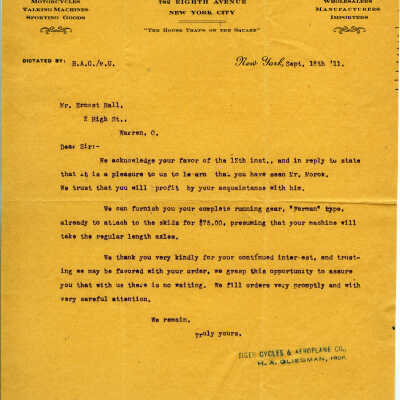 MOTORCYCLES
TALKING MACHINES
SPORTING GOODS
782 EIGHTH AVENUE
NEW YORK CITY
"THE HOUSE THAT'S ON THE SQUARE"
WHOLESALERS
MANUFACTURERS
IMPORTERS
DICTATED BY: H.A.G./v.G.
New York, Sept. 18th '11.
Mr. Ernest Hall,
2 High St.,
Warren, O.
Dear Sir:-
We acknowledge your favor of the 12th inst., and in reply to state
that it is a pleasure to us to learn that you have seen Mr. Morok.
We trust that you will profit by your acquaintance with him.
We can furnish you complete running gear, "Farman" type,
already to attach to the skids for $75.00, presuming that your machine
will take the regular length axles.
We thank you very kindly for your continued interest, and trust-
ing we may be favored with your order, we grasp this opportunity to assure
you that with us there is no waiting. We fill orders very promptly and with
very careful attention.
We remain,
Truly yours,
TIGER CYCLES & AEROPLANE CO.,
H. A. GLIESMAN, PROP.